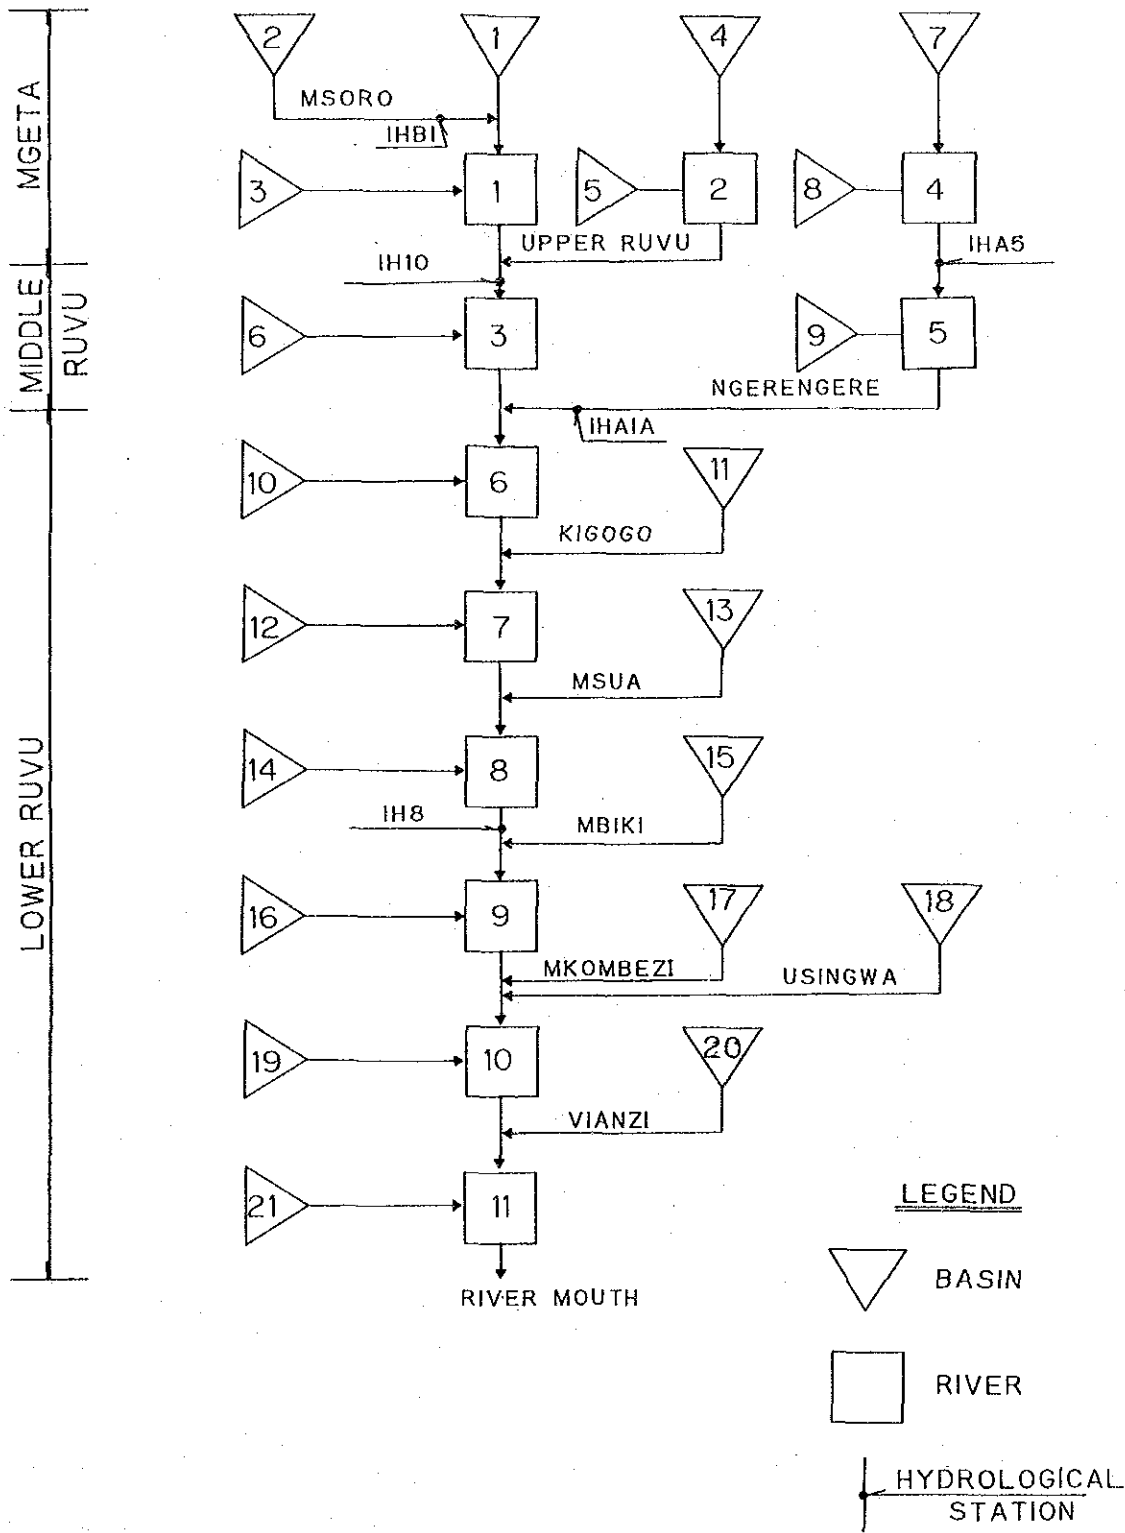 2
1
4
7
MSORO
IHB1
MGETA
3
1
5
2
8
4
UPPER RUVU
IHA5
IH10
MIDDLE
RUVU
6
3
9
5
NGERENGERE
IHA1A
10
6
11
KIGOGO
12
7
13
MSUA
LOWER RUVU
14
8
15
IH8
MBIKI
16
9
17
18
MKOMBEZI
USINGWA
19
10
20
VIANZI
21
11
RIVER MOUTH
LEGEND
BASIN
RIVER
HYDROLOGICAL
STATION